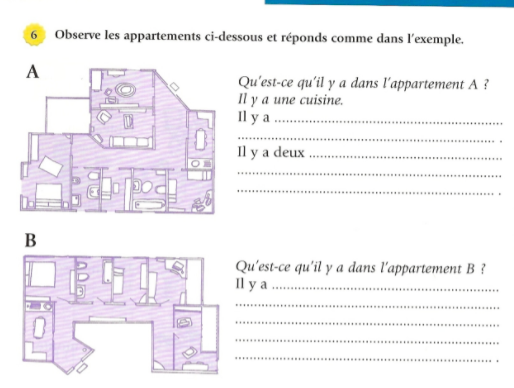 6 Observe les appartements ci-dessous et réponds comme dans l'exemple.
A
Qu'est-ce qu'il y a dans l'appartement A ?
Il y a une cuisine.
Il y a ..........
Il y a deux ..........
B
Qu'est-ce qu'il y a dans l'appartement B ?
Il y a ..........